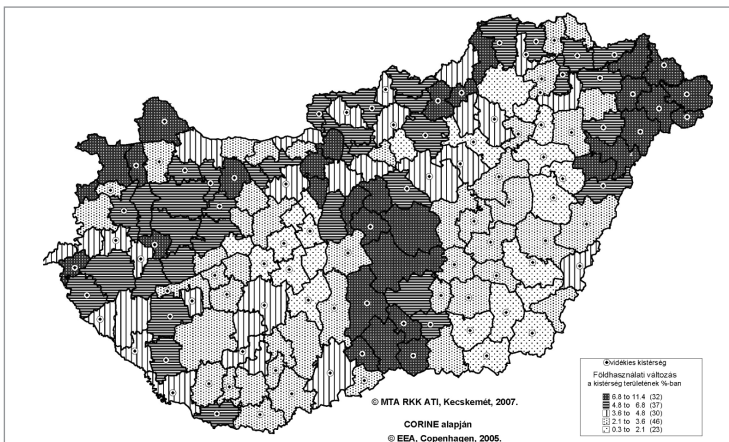 © MTA RKK ATI, Kecskemét, 2007.
CORINE alapján
© EEA, Copenhagen, 2005.
vidékies kistérség
Földhasználati változás
a kistérség területének %-ban
6.8 to 11.4 (32)
4.8 to 6.8 (37)
3.6 to 4.8 (30)
2.1 to 3.6 (46)
0.3 to 2.1 (23)